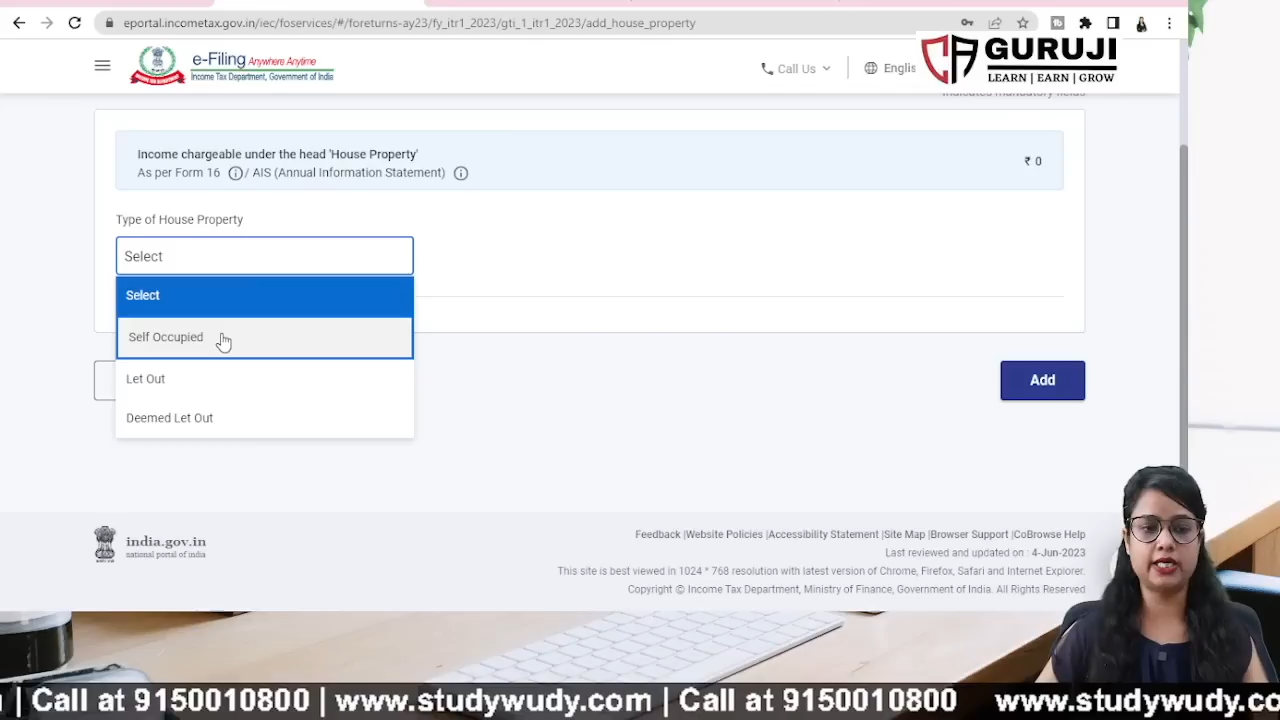 eportal.incometax.gov.in/iec/foservices/#/foreturns-ay23/fy_itr1_2023/gti_1_itr1_2023/add_house_property
e-Filing Anywhere Anytime
Income Tax Department, Government of India
Call Us
Englis
CA GURUJI
LEARN | EARN | GROW
Indicates mandatory fields
Income chargeable under the head 'House Property'
₹ 0
As per Form 16 / AIS (Annual Information Statement)
Type of House Property
Select
Select
Self Occupied
Let Out
Deemed Let Out
Add
india.gov.in
national portal of india
Feedback |Website Policies |Accessibility Statement |Site Map |Browser Support |CoBrowse Help
Last reviewed and updated on : 4-Jun-2023
This site is best viewed in 1024 * 768 resolution with latest version of Chrome, Firefox, Safari and Internet Explorer.
Copyright © Income Tax Department, Ministry of Finance, Government of India. All Rights Reserved
| Call at 9150010800 | www.studywudy.com | Call at 9150010800 www.studywudy.co